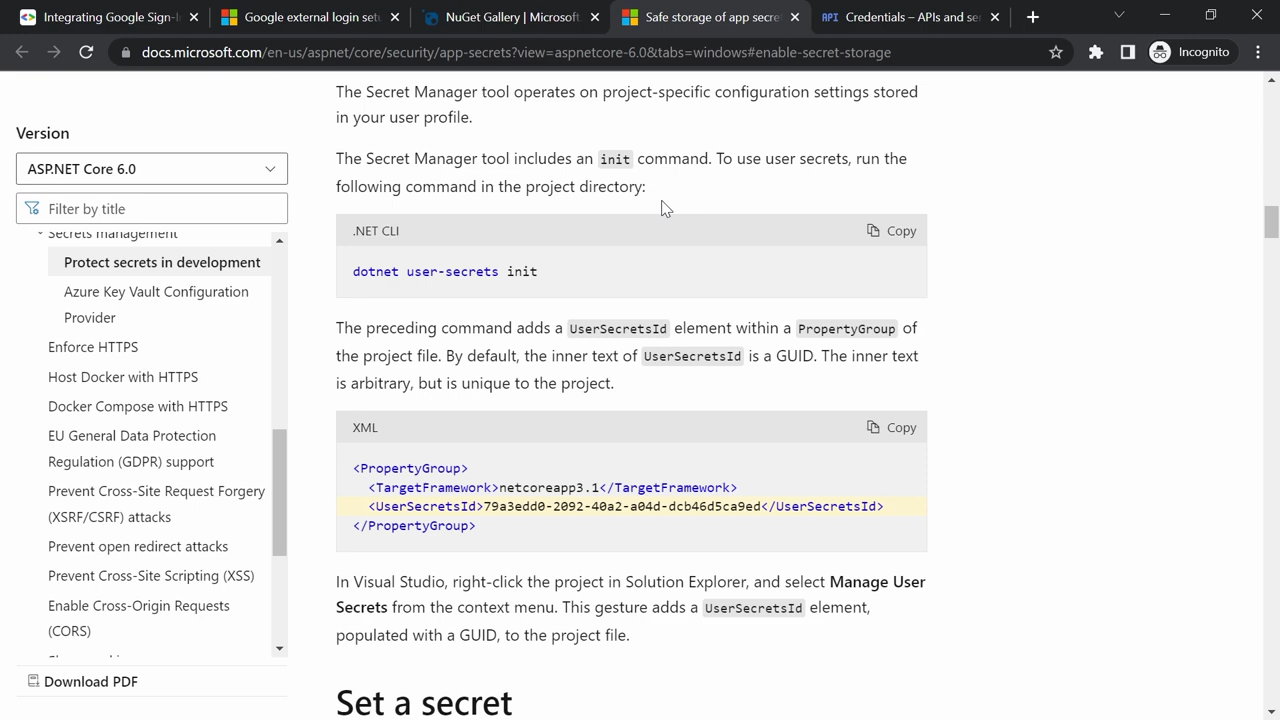 Integrating Google Sign-I
Google external login set
NuGet Gallery | Microsoft
Safe storage of app secre
API Credentials – APIs and se
docs.microsoft.com/en-us/aspnet/core/security/app-secrets?view=aspnetcore-6.0&tabs=windows#enable-secret-storage
Incognito
Version
ASP.NET Core 6.0
Filter by title
Secrets management
Protect secrets in development
Azure Key Vault Configuration
Provider
Enforce HTTPS
Host Docker with HTTPS
Docker Compose with HTTPS
EU General Data Protection
Regulation (GDPR) support
Prevent Cross-Site Request Forgery
(XSRF/CSRF) attacks
Prevent open redirect attacks
Prevent Cross-Site Scripting (XSS)
Enable Cross-Origin Requests
(CORS)
Download PDF
The Secret Manager tool operates on project-specific configuration settings stored
in your user profile.
The Secret Manager tool includes an init command. To use user secrets, run the
following command in the project directory:
.NET CLI
Copy
dotnet user-secrets init
The preceding command adds a UserSecretsId element within a PropertyGroup of
the project file. By default, the inner text of UserSecretsId is a GUID. The inner text
is arbitrary, but is unique to the project.
XML
Copy
<PropertyGroup>
<TargetFramework>netcoreapp3.1</TargetFramework>
<UserSecretsId>79a3edd0-2092-40a2-a04d-dcb46d5ca9ed</UserSecretsId>
</PropertyGroup>
In Visual Studio, right-click the project in Solution Explorer, and select Manage User
Secrets from the context menu. This gesture adds a UserSecretsId element,
populated with a GUID, to the project file.
Set a secret